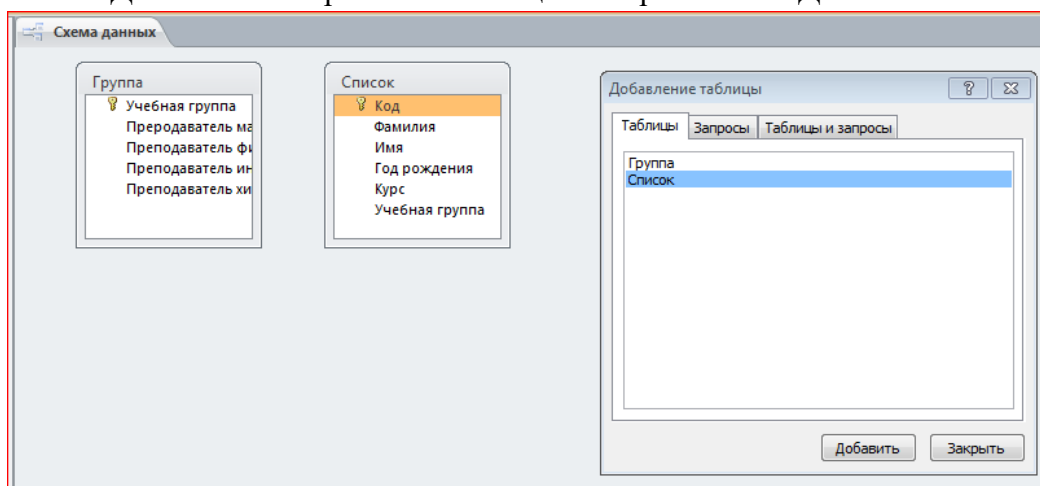 Схема данных
Группа
Учебная группа
Преродаватель ма
Преподаватель фи
Преподаватель ин
Преподаватель хи
Список
Код
Фамилия
Имя
Год рождения
Курс
Учебная группа
Добавление таблицы
Таблицы Запросы Таблицы и запросы
Группа
Список
Добавить Закрыть